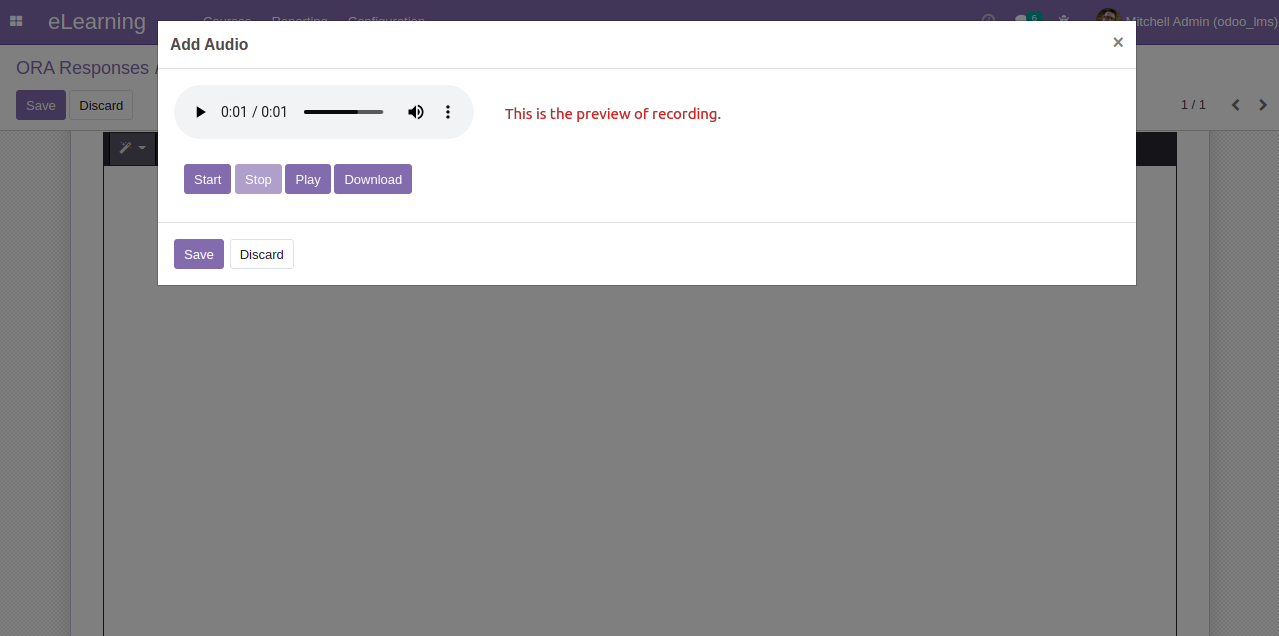 eLearning Courses Reporting Configuration 6 Mitchell Admin (odoo_lms)
Add Audio ×
ORA Responses
0:01 / 0:01 This is the preview of recording.
Save Discard 1 / 1
Start Stop Play Download
Save Discard